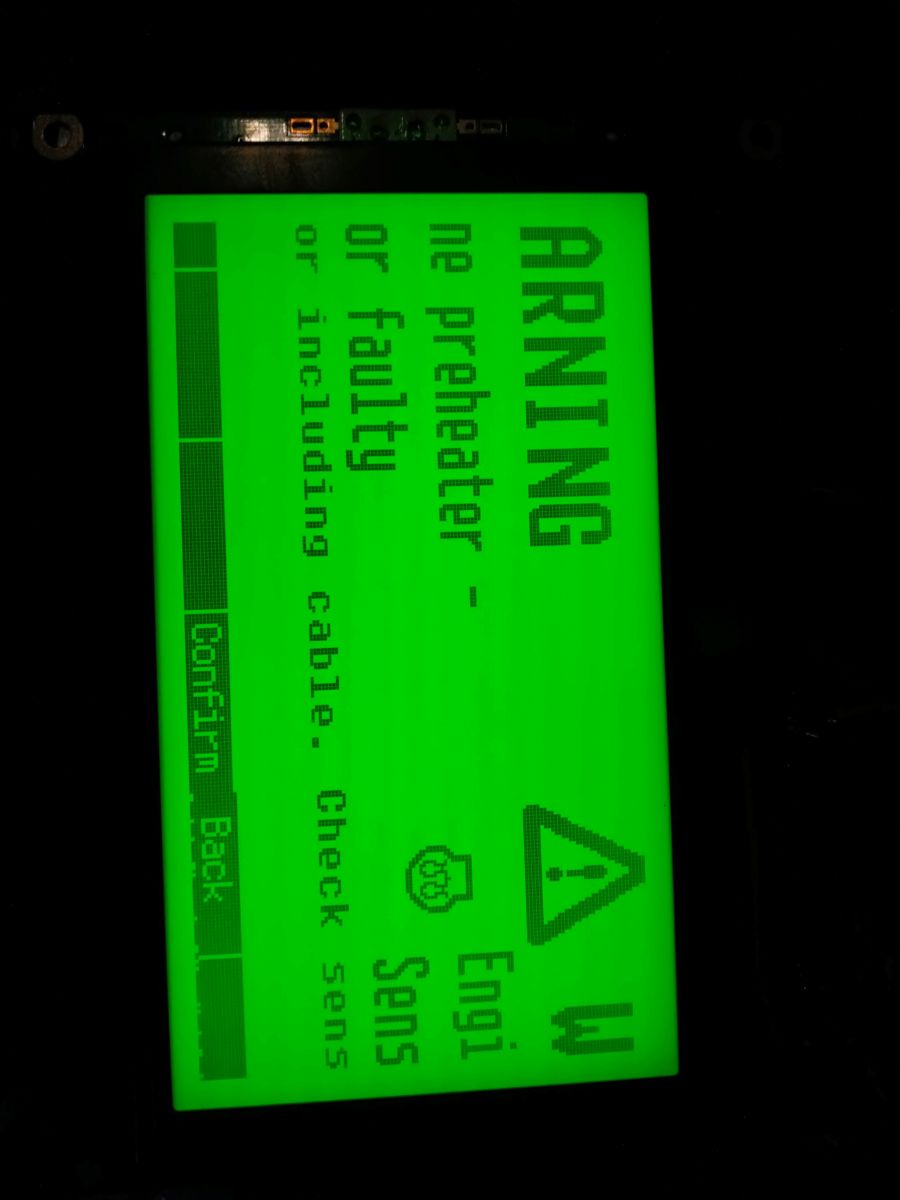 ARNING W
ne preheater - Engi
or faulty Sens
or including cable. Check sens
Confirm Back